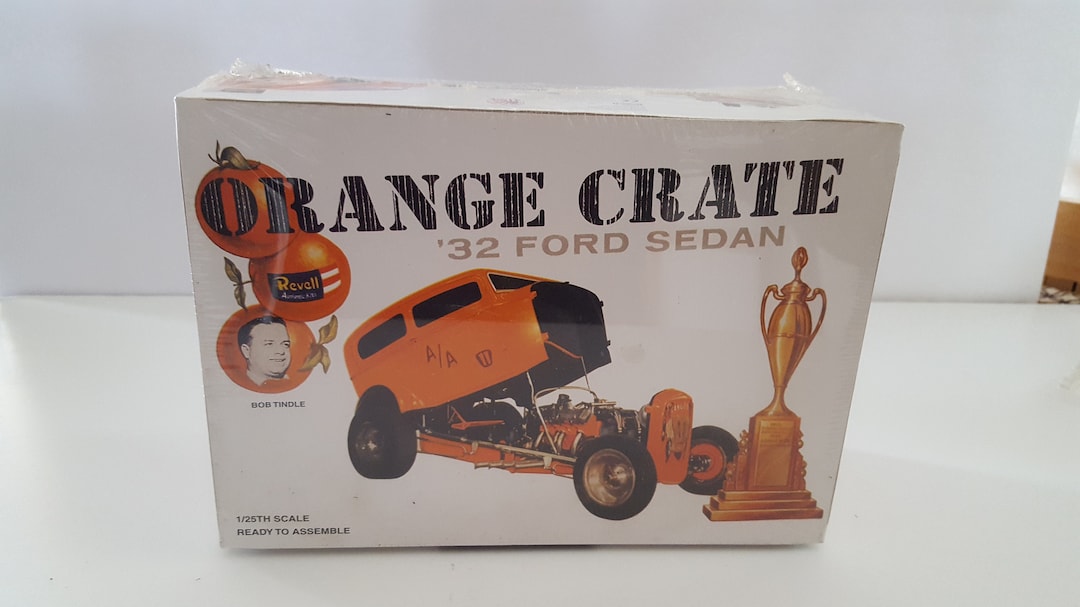 ORANGE CRATE
'32 FORD SEDAN
Revell
BOB TINDLE
A/A
1/25TH SCALE
READY TO ASSEMBLE